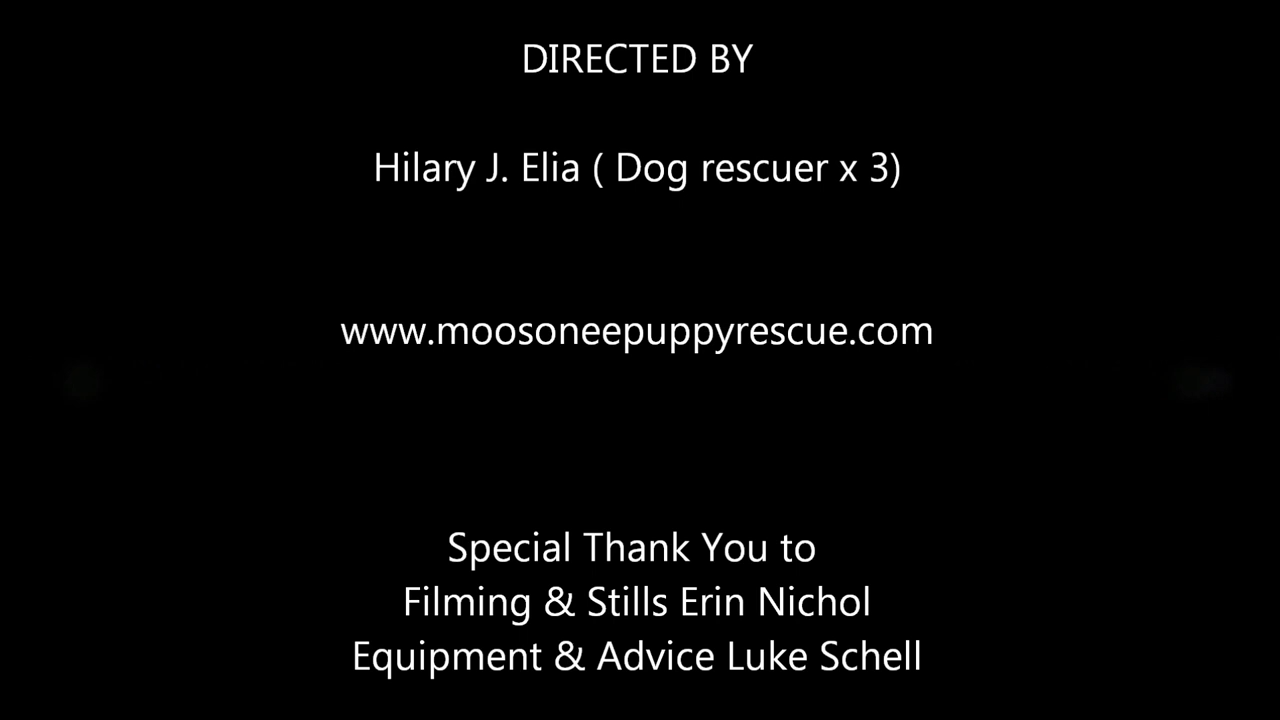 DIRECTED BY
Hilary J. Elia ( Dog rescuer x 3)
www.moosoneepuppyrescue.com
Special Thank You to
Filming & Stills Erin Nichol
Equipment & Advice Luke Schell